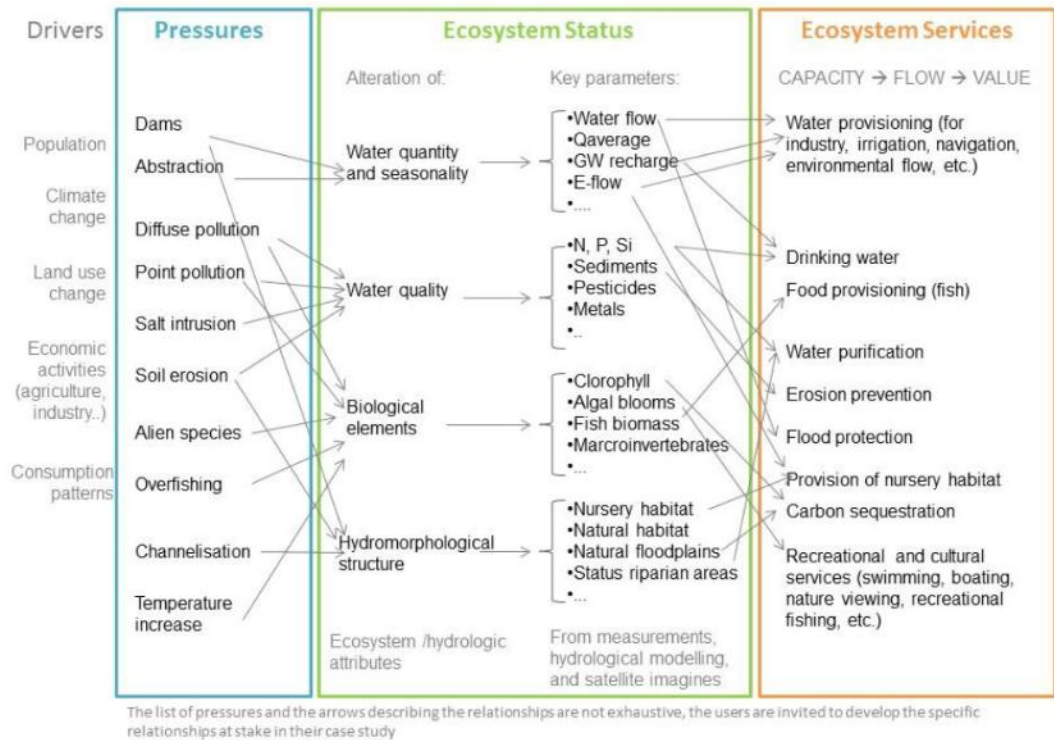 Drivers
Population
Climate
change
Land use
change
Economic
activities
(agriculture,
industry..)
Consumption
patterns
Pressures
Dams
Abstraction
Diffuse pollution
Point pollution
Salt intrusion
Soil erosion
Alien species
Overfishing
Channelisation
Temperature
increase
Ecosystem Status
Alteration of:
Water quantity
and seasonality
Water quality
Biological
elements
Hydromorphological
structure
Ecosystem /hydrologic
attributes
Key parameters:
•Water flow
•Qaverage
•GW recharge
•E-flow
•....
•N, P, Si
•Sediments
•Pesticides
•Metals
•..
•Clorophyll
•Algal blooms
•Fish biomass
•Marcroinvertebrates
•...
•Nursery habitat
•Natural habitat
•Natural floodplains
•Status riparian areas
•...
From measurements,
hydrological modelling,
and satellite imagines
Ecosystem Services
CAPACITY → FLOW → VALUE
Water provisioning (for
industry, irrigation, navigation,
environmental flow, etc.)
Drinking water
Food provisioning (fish)
Water purification
Erosion prevention
Flood protection
Provision of nursery habitat
Carbon sequestration
Recreational and cultural
services (swimming, boating,
nature viewing, recreational
fishing, etc.)
The list of pressures and the arrows describing the relationships are not exhaustive, the users are invited to develop the specific
relationships at stake in their case study